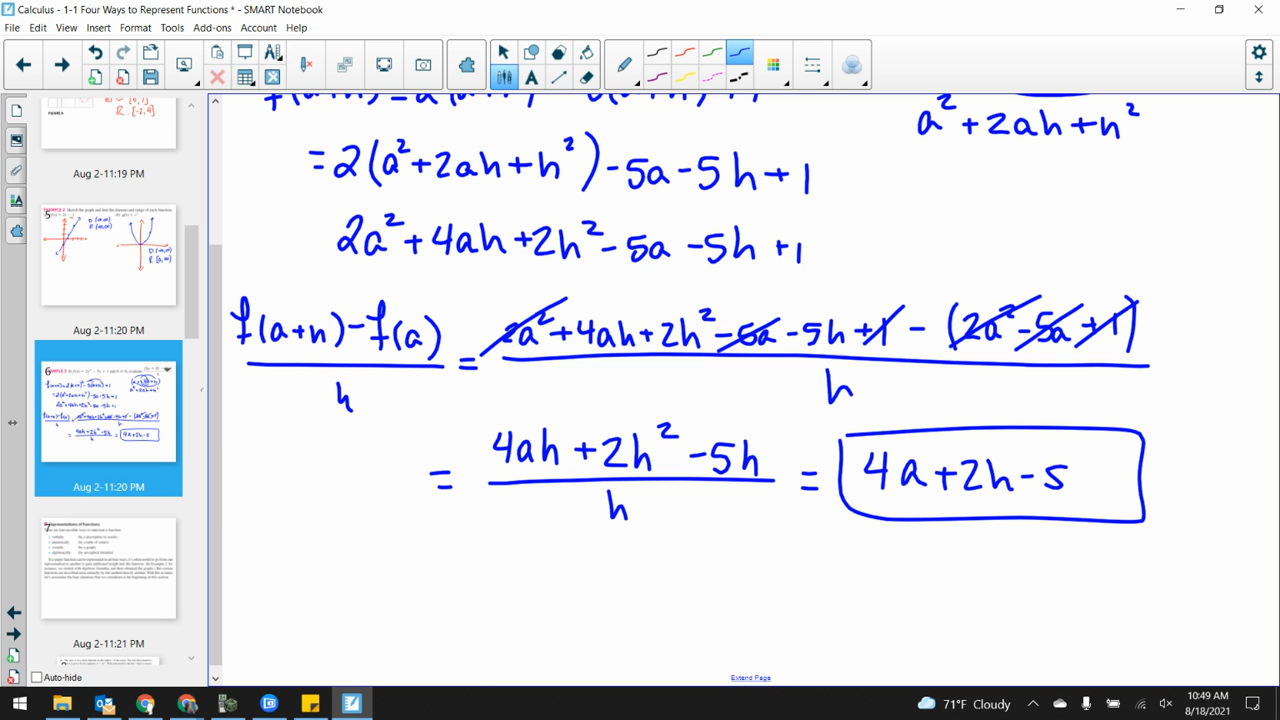 Calculus - 1-1 Four Ways to Represent Functions * - SMART Notebook
File Edit View Insert Format Tools Add-ons Account Help
Aug 2-11:19 PM
5
Aug 2-11:20 PM
6
Aug 2-11:20 PM
7
Aug 2-11:21 PM
Auto-hide
a² + 2ah + h²
= 2(a² + 2ah + h²) - 5a - 5h + 1
2a² + 4ah + 2h² - 5a - 5h + 1
f(a+h) - f(a) = 2a² + 4ah + 2h² - 5a - 5h + 1 - (2a² - 5a + 1)
h h
= 4ah + 2h² - 5h = 4a + 2h - 5
h
Extend Page
71°F Cloudy
10:49 AM
8/18/2021